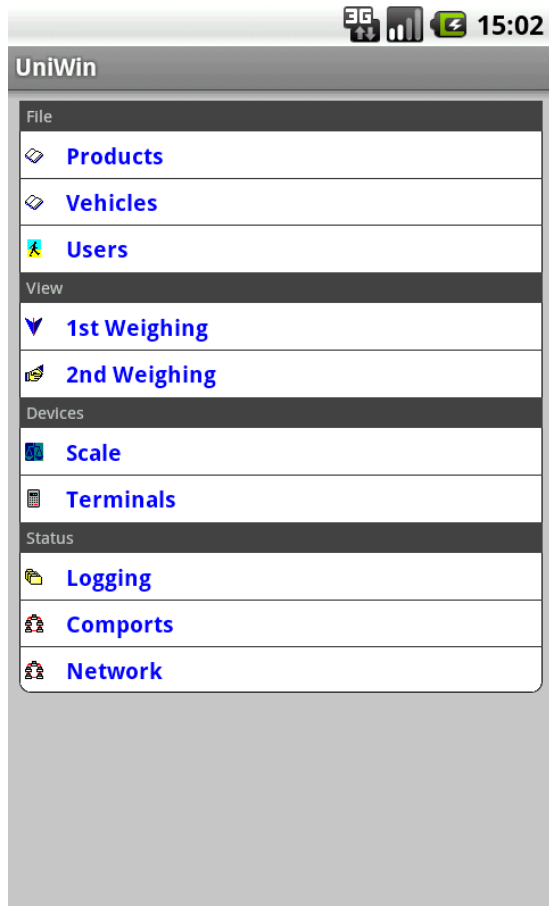 3G 15:02
UniWin
File
Products
Vehicles
Users
View
1st Weighing
2nd Weighing
Devices
Scale
Terminals
Status
Logging
Comports
Network